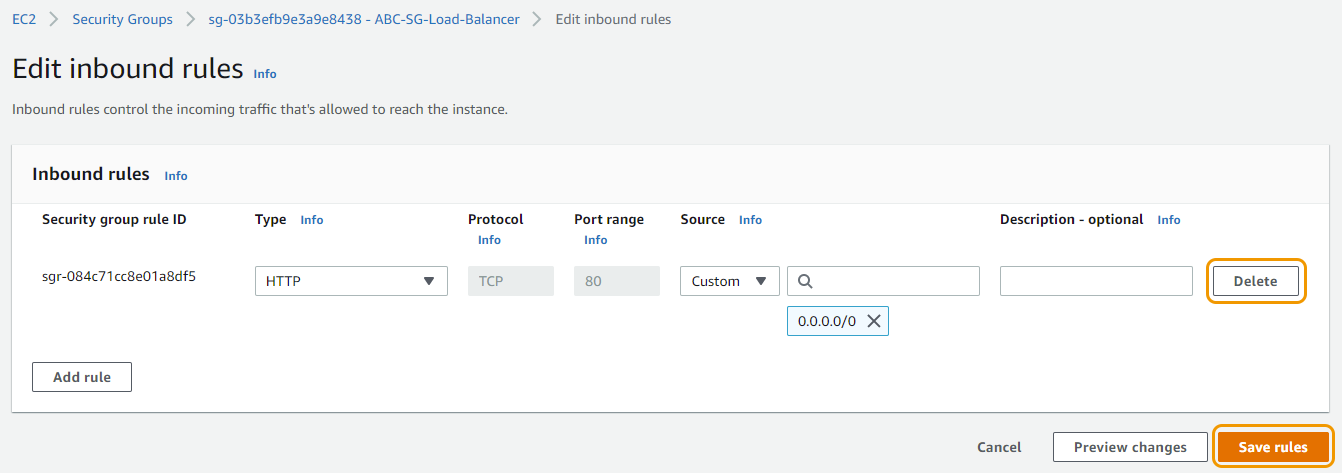 EC2 > Security Groups > sg-03b3efb9e3a9e8438 - ABC-SG-Load-Balancer > Edit inbound rules
Edit inbound rules Info
Inbound rules control the incoming traffic that's allowed to reach the instance.
Inbound rules Info
Security group rule ID Type Info Protocol Info Port range Info Source Info Description - optional Info
sgr-084c71cc8e01a8df5 HTTP TCP 80 Custom Delete
0.0.0.0/0
Add rule
Cancel Preview changes Save rules